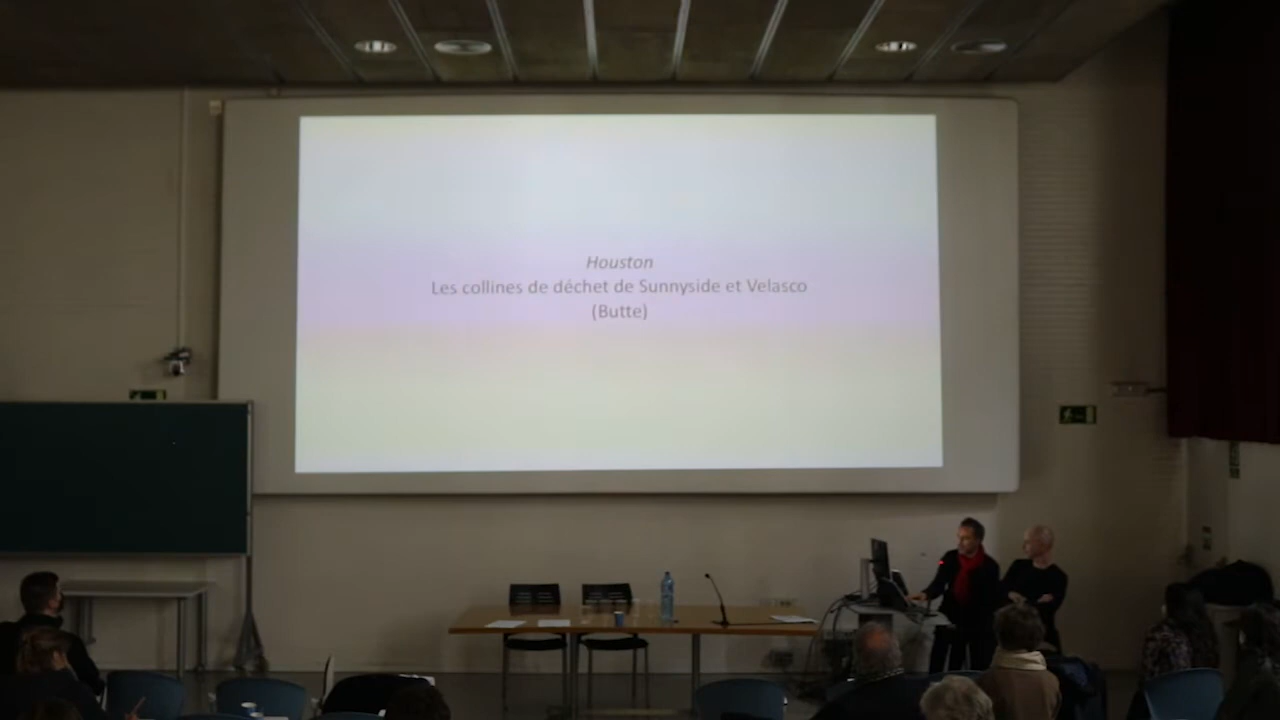 Houston
Les collines de déchet de Sunnyside et Velasco
(Butte)